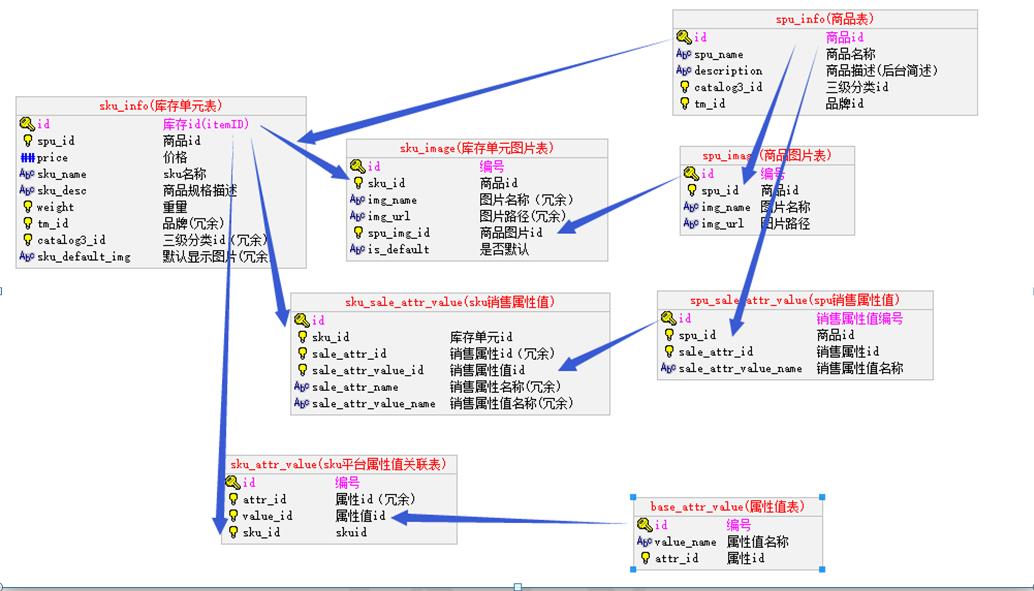 spu_info(商品表)
id 商品id
spu_name 商品名称
description 商品描述(后台简述)
catalog3_id 三级分类id
tm_id 品牌id
sku_info(库存单元表)
id 库存id(itemID)
spu_id 商品id
price 价格
sku_name sku名称
sku_desc 商品规格描述
weight 重量
tm_id 品牌(冗余)
catalog3_id 三级分类id(冗余)
sku_default_img 默认显示图片(冗余
sku_image(库存单元图片表)
id 编号
sku_id 商品id
img_name 图片名称(冗余)
img_url 图片路径(冗余)
spu_img_id 商品图片id
is_default 是否默认
spu_imag (商品图片表)
id 编号
spu_id 商品id
img_name 图片名称
img_url 图片路径
sku_sale_attr_value(sku销售属性值)
id
sku_id 库存单元id
sale_attr_id 销售属性id(冗余)
sale_attr_value_id 销售属性值id
sale_attr_name 销售属性名称(冗余)
sale_attr_value_name 销售属性值名称(冗余)
spu_sale_attr_value(spu销售属性值)
id 销售属性值编号
spu_id 商品id
sale_attr_id 销售属性id
sale_attr_value_name 销售属性值名称
sku_attr_value(sku平台属性值关联表)
id 编号
attr_id 属性id(冗余)
value_id 属性值id
sku_id skuid
base_attr_value(属性值表)
id 编号
value_name 属性值名称
attr_id 属性id